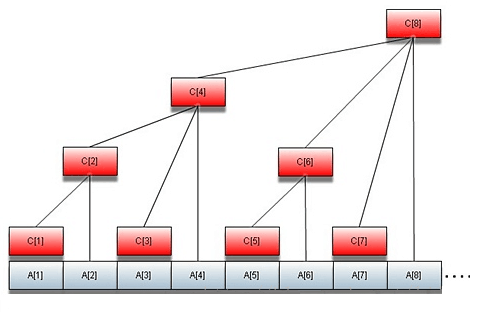 C[8]
C[4]
C[2]
C[6]
C[1]
C[3]
C[5]
C[7]
A[1] A[2] A[3] A[4] A[5] A[6] A[7] A[8] ....